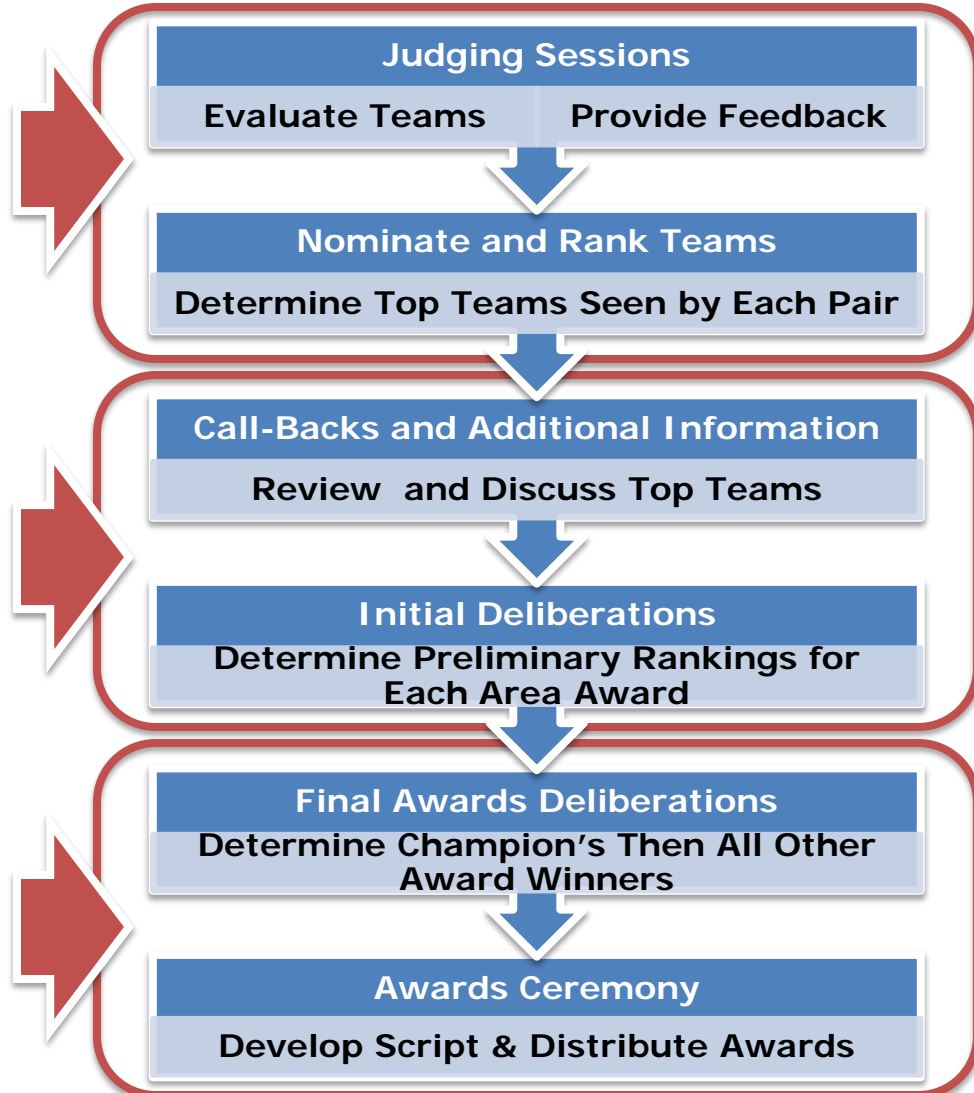 Judging Sessions
Evaluate Teams
Provide Feedback
Nominate and Rank Teams
Determine Top Teams Seen by Each Pair
Call-Backs and Additional Information
Review  and Discuss Top Teams
Initial Deliberations
Determine Preliminary Rankings for
Each Area Award
Final Awards Deliberations
Determine Champion’s Then All Other
Award Winners
Awards Ceremony
Develop Script & Distribute Awards